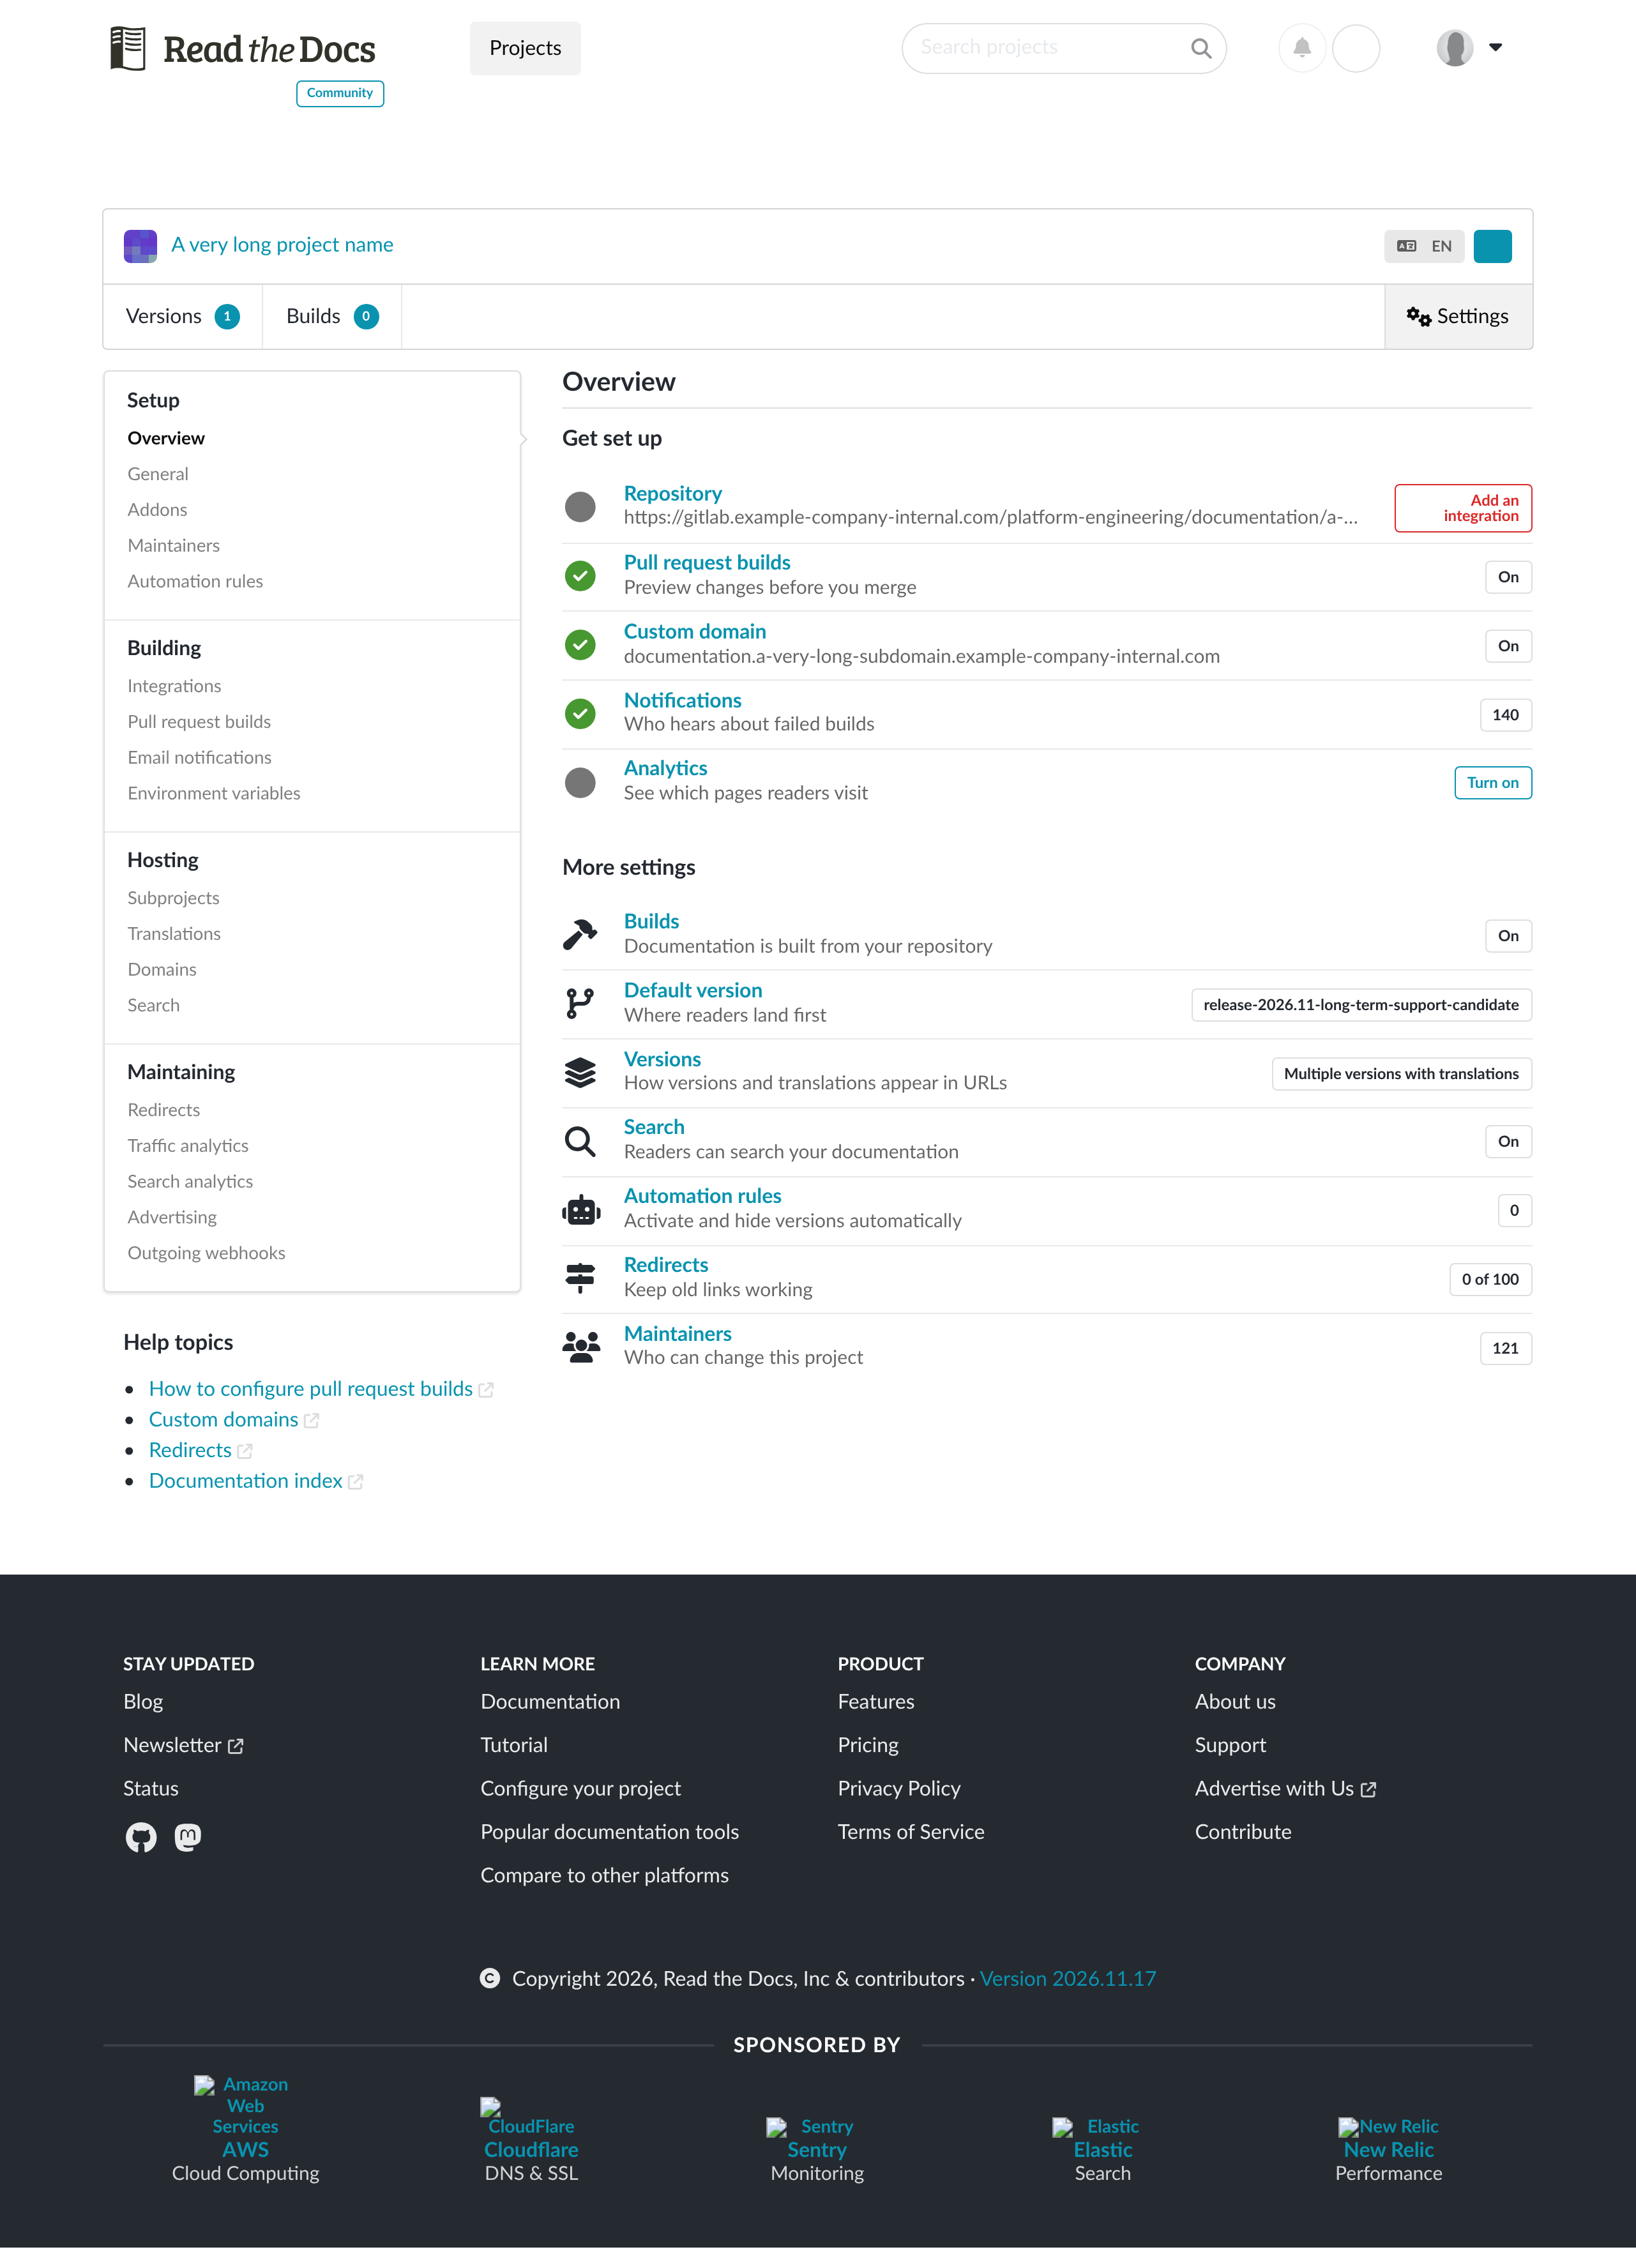 Read the Docs
Community
Projects
Search projects
A very long project name
EN
Versions 1
Builds 0
Settings
Setup
Overview
General
Addons
Maintainers
Automation rules
Building
Integrations
Pull request builds
Email notifications
Environment variables
Hosting
Subprojects
Translations
Domains
Search
Maintaining
Redirects
Traffic analytics
Search analytics
Advertising
Outgoing webhooks
Help topics
How to configure pull request builds
Custom domains
Redirects
Documentation index
Overview
Get set up
Repository
https://gitlab.example-company-internal.com/platform-engineering/documentation/a-...
Add an
integration
Pull request builds
Preview changes before you merge
On
Custom domain
documentation.a-very-long-subdomain.example-company-internal.com
On
Notifications
Who hears about failed builds
140
Analytics
See which pages readers visit
Turn on
More settings
Builds
Documentation is built from your repository
On
Default version
Where readers land first
release-2026.11-long-term-support-candidate
Versions
How versions and translations appear in URLs
Multiple versions with translations
Search
Readers can search your documentation
On
Automation rules
Activate and hide versions automatically
0
Redirects
Keep old links working
0 of 100
Maintainers
Who can change this project
121
STAY UPDATED
Blog
Newsletter
Status
LEARN MORE
Documentation
Tutorial
Configure your project
Popular documentation tools
Compare to other platforms
PRODUCT
Features
Pricing
Privacy Policy
Terms of Service
COMPANY
About us
Support
Advertise with Us
Contribute
Copyright 2026, Read the Docs, Inc & contributors · Version 2026.11.17
SPONSORED BY
Amazon
Web
Services
AWS
Cloud Computing
CloudFlare
Cloudflare
DNS & SSL
Sentry
Sentry
Monitoring
Elastic
Elastic
Search
New Relic
New Relic
Performance